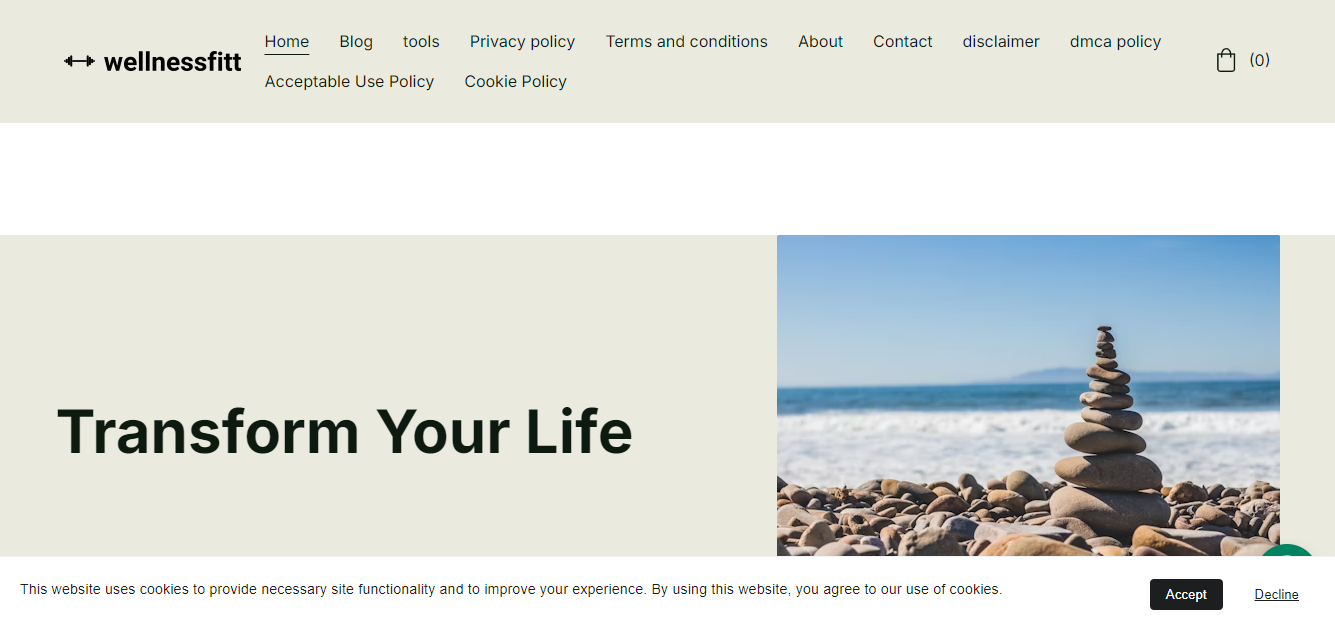 wellnessfitt
Home Blog tools Privacy policy Terms and conditions About Contact disclaimer dmca policy
Acceptable Use Policy Cookie Policy
(0)
Transform Your Life
This website uses cookies to provide necessary site functionality and to improve your experience. By using this website, you agree to our use of cookies.
Accept
Decline